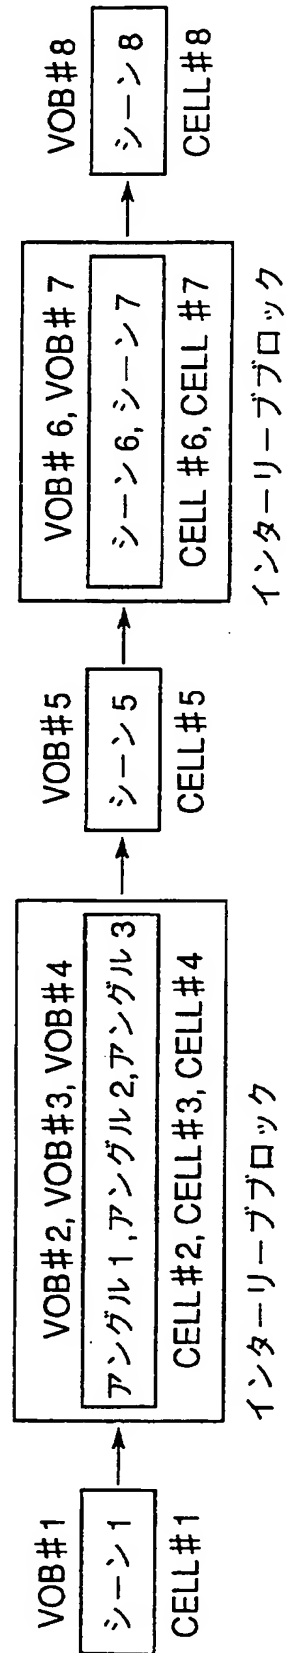 VOB#1
シーン1
CELL#1
VOB#2, VOB#3, VOB#4
アングル1,アングル2,アングル3
CELL#2, CELL#3, CELL#4
インターリーブブロック
VOB#5
シーン5
CELL#5
VOB# 6, VOB# 7
シーン6,シーン7
CELL #6, CELL #7
インターリーブブロック
VOB#8
シーン8
CELL#8